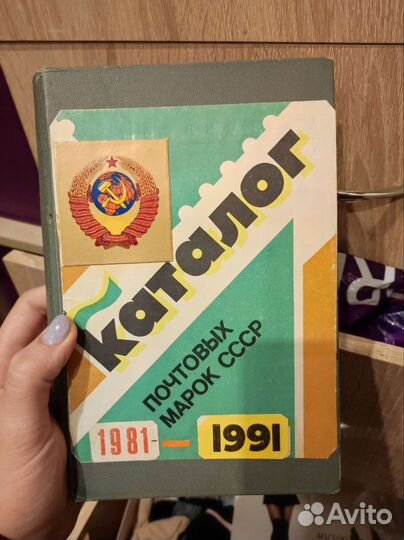 каталог
ПОЧТОВЫХ
МАРОК СССР
1981-
— 1991
Avito